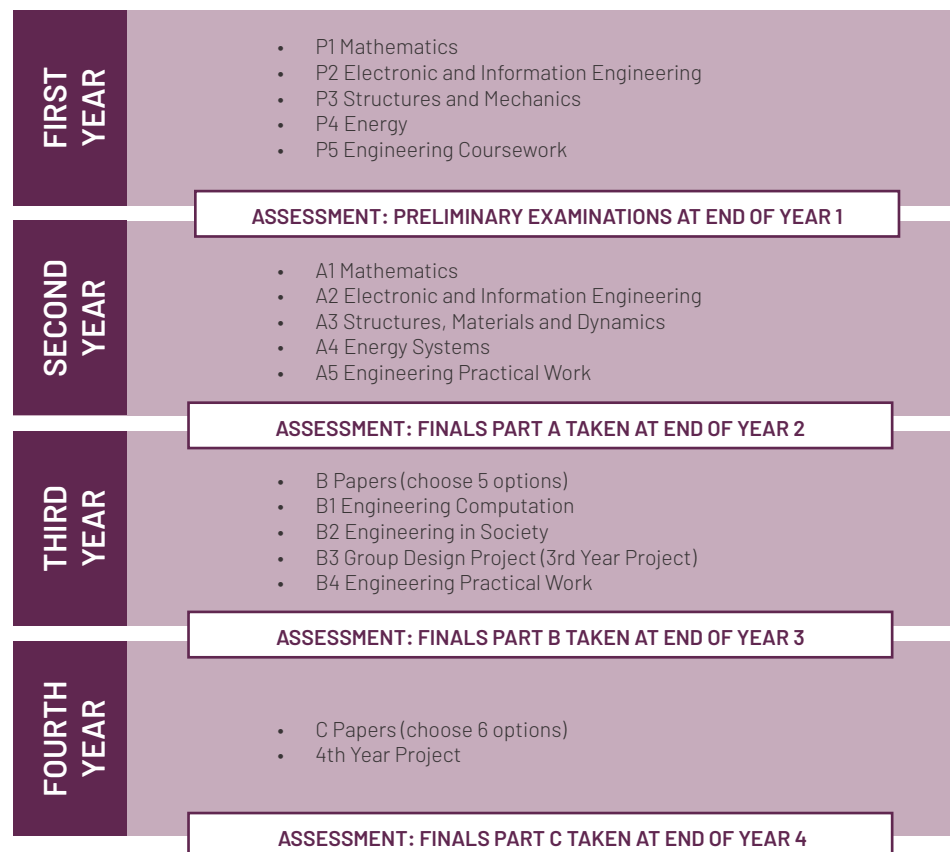 FIRST
YEAR
• P1 Mathematics
• P2 Electronic and Information Engineering
• P3 Structures and Mechanics
• P4 Energy
• P5 Engineering Coursework
ASSESSMENT: PRELIMINARY EXAMINATIONS AT END OF YEAR 1
SECOND
YEAR
• A1 Mathematics
• A2 Electronic and Information Engineering
• A3 Structures, Materials and Dynamics
• A4 Energy Systems
• A5 Engineering Practical Work
ASSESSMENT: FINALS PART A TAKEN AT END OF YEAR 2
THIRD
YEAR
• B Papers (choose 5 options)
• B1 Engineering Computation
• B2 Engineering in Society
• B3 Group Design Project (3rd Year Project)
• B4 Engineering Practical Work
ASSESSMENT: FINALS PART B TAKEN AT END OF YEAR 3
FOURTH
YEAR
• C Papers (choose 6 options)
• 4th Year Project
ASSESSMENT: FINALS PART C TAKEN AT END OF YEAR 4